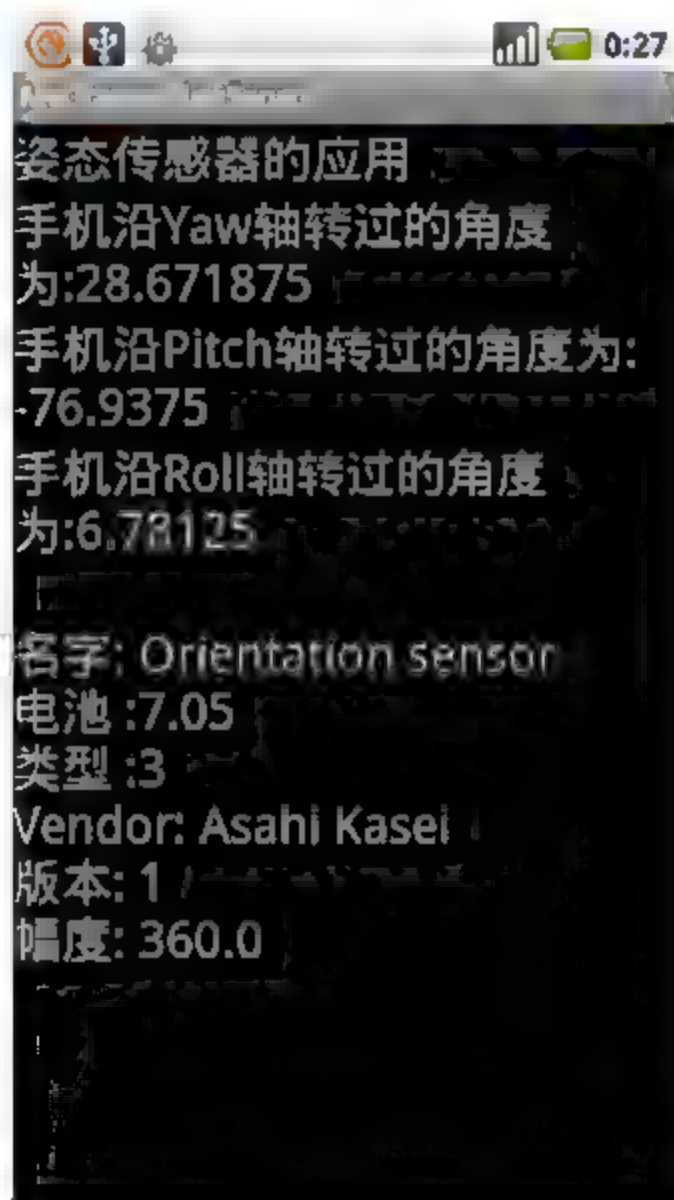 0:27
姿态传感器的应用
手机沿Yaw轴转过的角度
为:28.671875
手机沿Pitch轴转过的角度为:
-76.9375
手机沿Roll轴转过的角度
为:6.78125
名字: Orientation sensor
电池 :7.05
类型 :3
Vendor: Asahi Kasei
版本: 1
幅度: 360.0